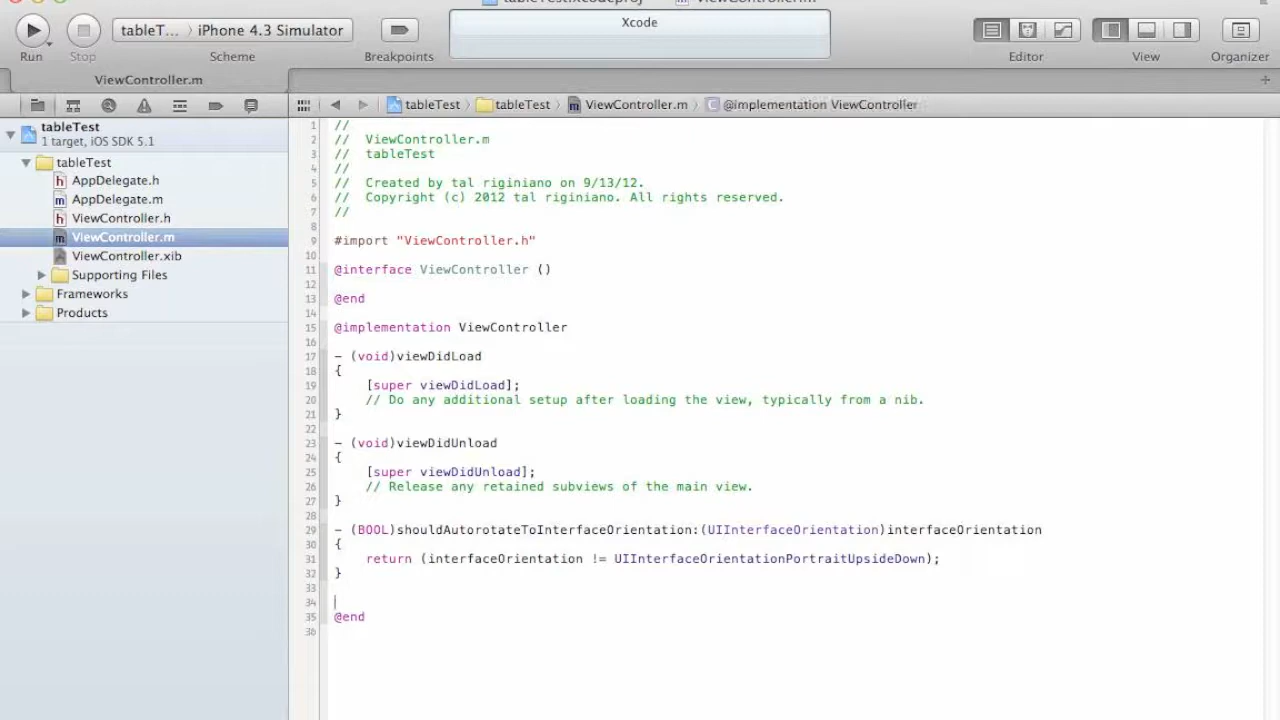 tableTest.xcodeproj ViewController.m
tableT... iPhone 4.3 Simulator
Xcode
Run Stop Scheme Breakpoints Editor View Organizer
ViewController.m
tableTest tableTest ViewController.m @implementation ViewController
tableTest
1 target, iOS SDK 5.1
tableTest
AppDelegate.h
AppDelegate.m
ViewController.h
ViewController.m
ViewController.xib
Supporting Files
Frameworks
Products
1 //
2 // ViewController.m
3 // tableTest
4 //
5 // Created by tal riginiano on 9/13/12.
6 // Copyright (c) 2012 tal riginiano. All rights reserved.
7 //
8
9 #import "ViewController.h"
10
11 @interface ViewController ()
12
13 @end
14
15 @implementation ViewController
16
17 - (void)viewDidLoad
18 {
19 [super viewDidLoad];
20 // Do any additional setup after loading the view, typically from a nib.
21 }
22
23 - (void)viewDidUnload
24 {
25 [super viewDidUnload];
26 // Release any retained subviews of the main view.
27 }
28
29 - (BOOL)shouldAutorotateToInterfaceOrientation:(UIInterfaceOrientation)interfaceOrientation
30 {
31 return (interfaceOrientation != UIInterfaceOrientationPortraitUpsideDown);
32 }
33
34
35 @end
36